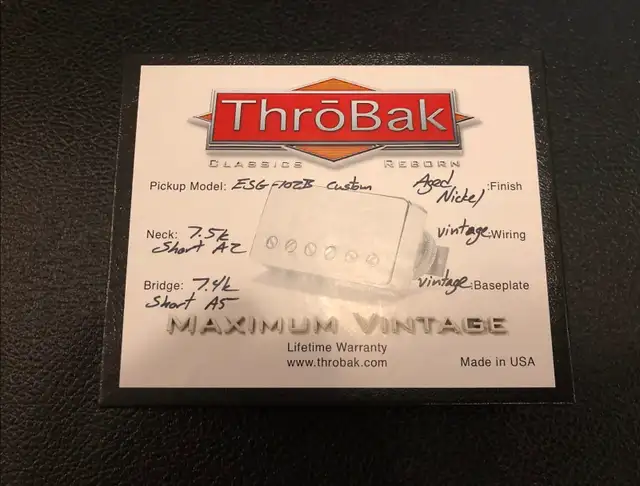 ThrōBak
CLASSICS REBORN
Pickup Model: ESG-102B Custom Aged Nickel :Finish
Neck: 7.5k Short A2 vintage :Wiring
Bridge: 7.4k Short A5 vintage :Baseplate
MAXIMUM VINTAGE
Lifetime Warranty
www.throbak.com Made in USA